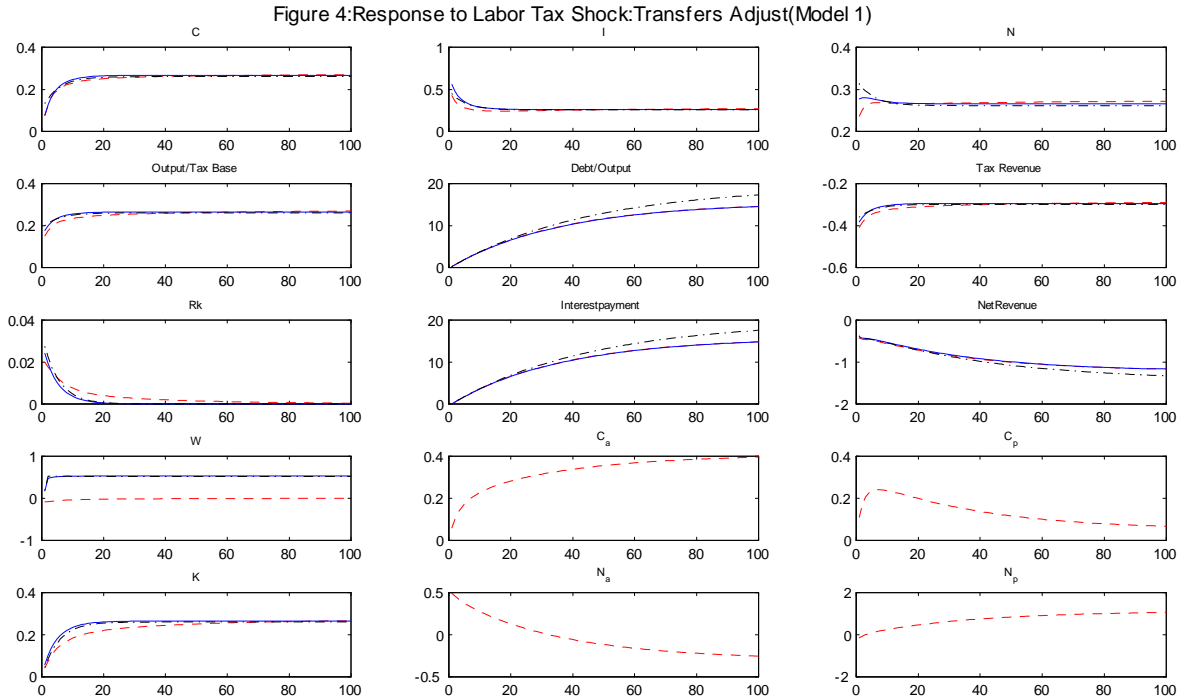 Figure 4:Response to Labor Tax Shock:Transfers Adjust(Model 1)
C
0.4
0.2
0
0 20 40 60 80 100
I
1
0.5
0
0 20 40 60 80 100
N
0.4
0.3
0.2
0 20 40 60 80 100
Output/Tax Base
0.4
0.2
0
0 20 40 60 80 100
Debt/Output
20
10
0
0 20 40 60 80 100
Tax Revenue
-0.2
-0.4
-0.6
0 20 40 60 80 100
Rk
0.04
0.02
0
0 20 40 60 80 100
Interestpayment
20
10
0
0 20 40 60 80 100
NetRevenue
0
-1
-2
0 20 40 60 80 100
W
1
0
-1
0 20 40 60 80 100
C_a
0.4
0.2
0
0 20 40 60 80 100
C_p
0.4
0.2
0
0 20 40 60 80 100
K
0.4
0.2
0
0 20 40 60 80 100
N_a
0.5
0
-0.5
0 20 40 60 80 100
N_p
2
0
-2
0 20 40 60 80 100